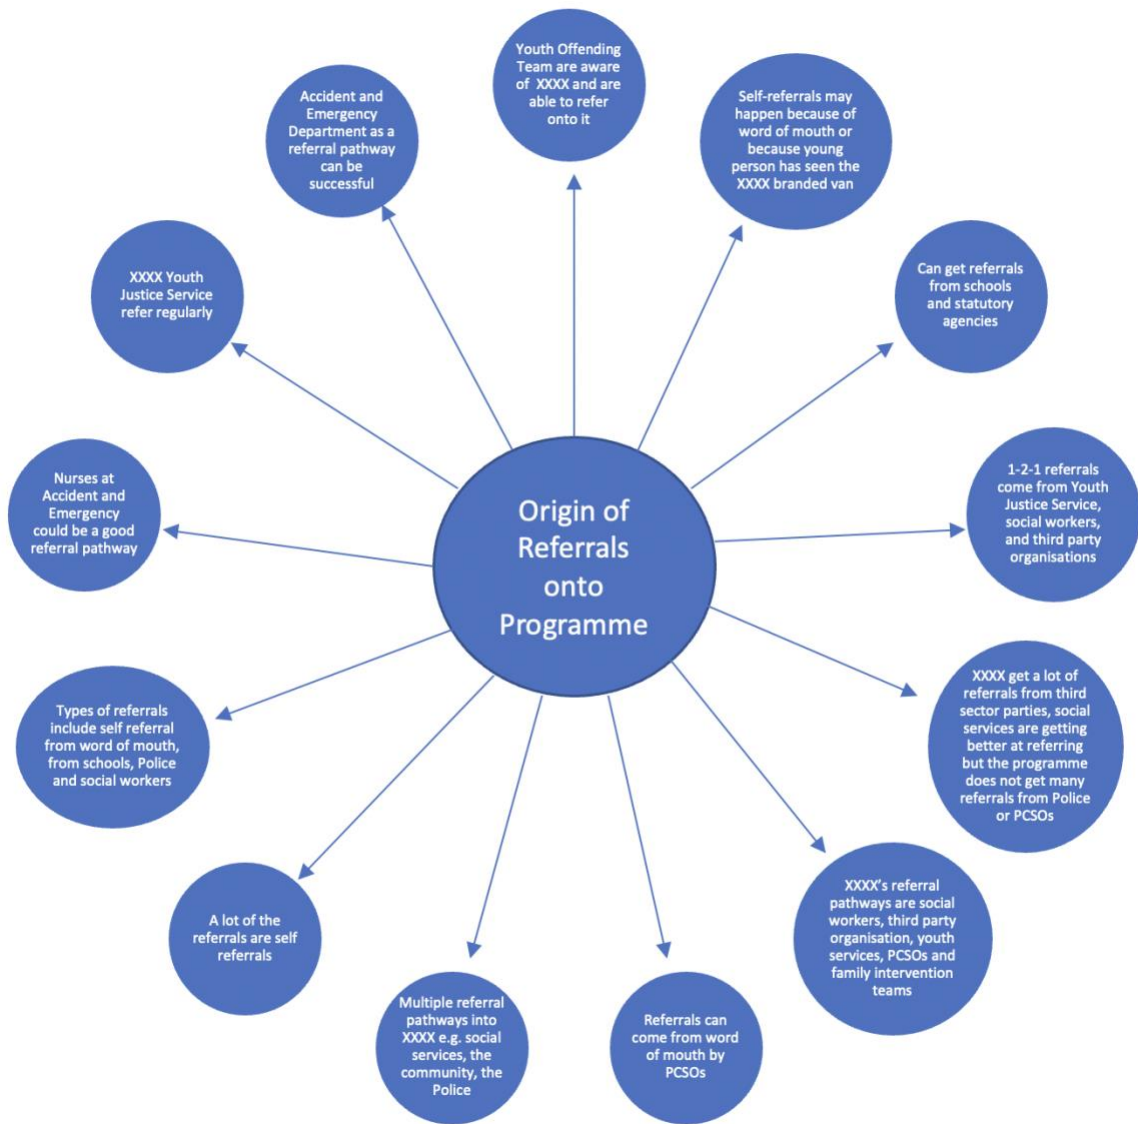 Youth Offending
Team are aware
of XXXX and are
able to refer
onto it
Self-referrals may
happen because of
word of mouth or
because young
person has seen the
XXXX branded van
Can get referrals
from schools
and statutory
agencies
1-2-1 referrals
come from Youth
Justice Service,
social workers,
and third party
organisations
XXXX get a lot of
referrals from third
sector parties, social
services are getting
better at referring
but the programme
does not get many
referrals from Police
or PCSOs
XXXX's referral
pathways are social
workers, third party
organisation, youth
services, PCSOs and
family intervention
teams
Referrals can
come from word
of mouth by
PCSOs
Multiple referral
pathways into
XXXX e.g. social
services, the
community, the
Police
A lot of the
referrals are self
referrals
Types of referrals
include self referral
from word of mouth,
from schools, Police
and social workers
Nurses at
Accident and
Emergency
could be a good
referral pathway
XXXX Youth
Justice Service
refer regularly
Accident and
Emergency
Department as a
referral pathway
can be
successful
Origin of
Referrals
onto
Programme